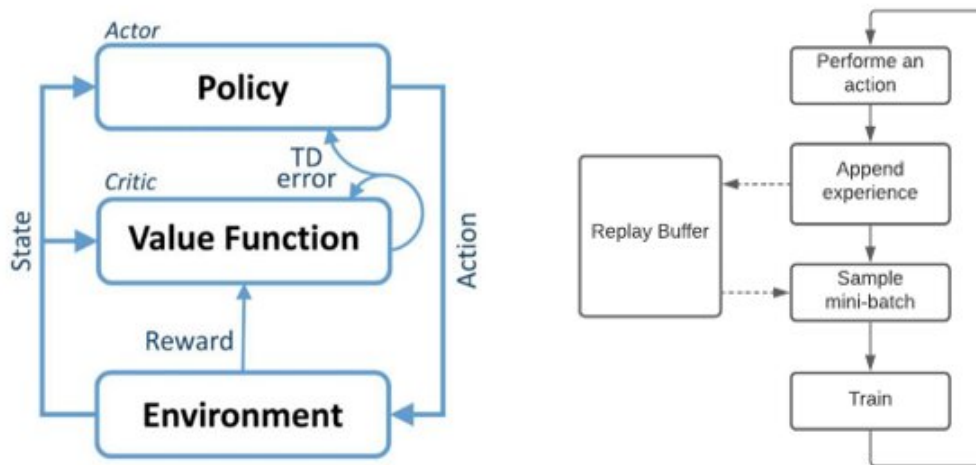 Actor
Policy
TD
error
Critic
Value Function
State
Action
Reward
Environment
Performe an
action
Append
experience
Replay Buffer
Sample
mini-batch
Train